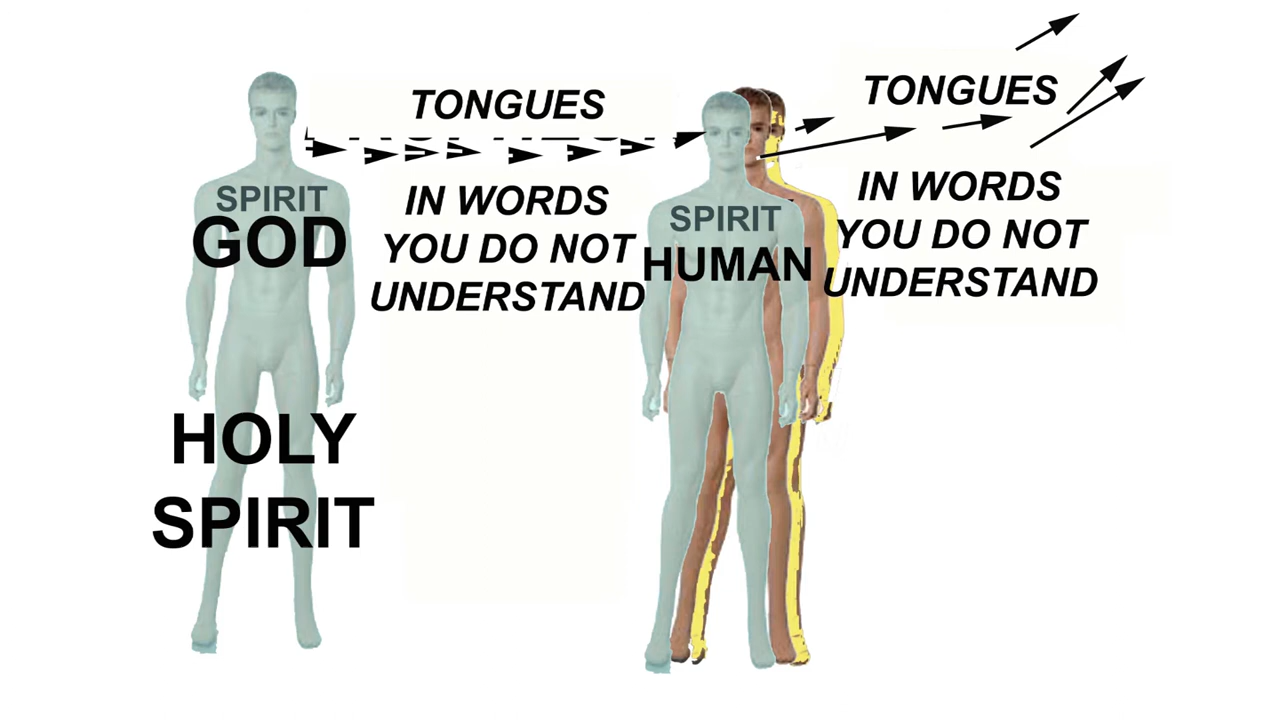 SPIRIT
GOD
HOLY
SPIRIT
TONGUES
IN WORDS
YOU DO NOT
UNDERSTAND
SPIRIT
HUMAN
TONGUES
IN WORDS
YOU DO NOT
UNDERSTAND